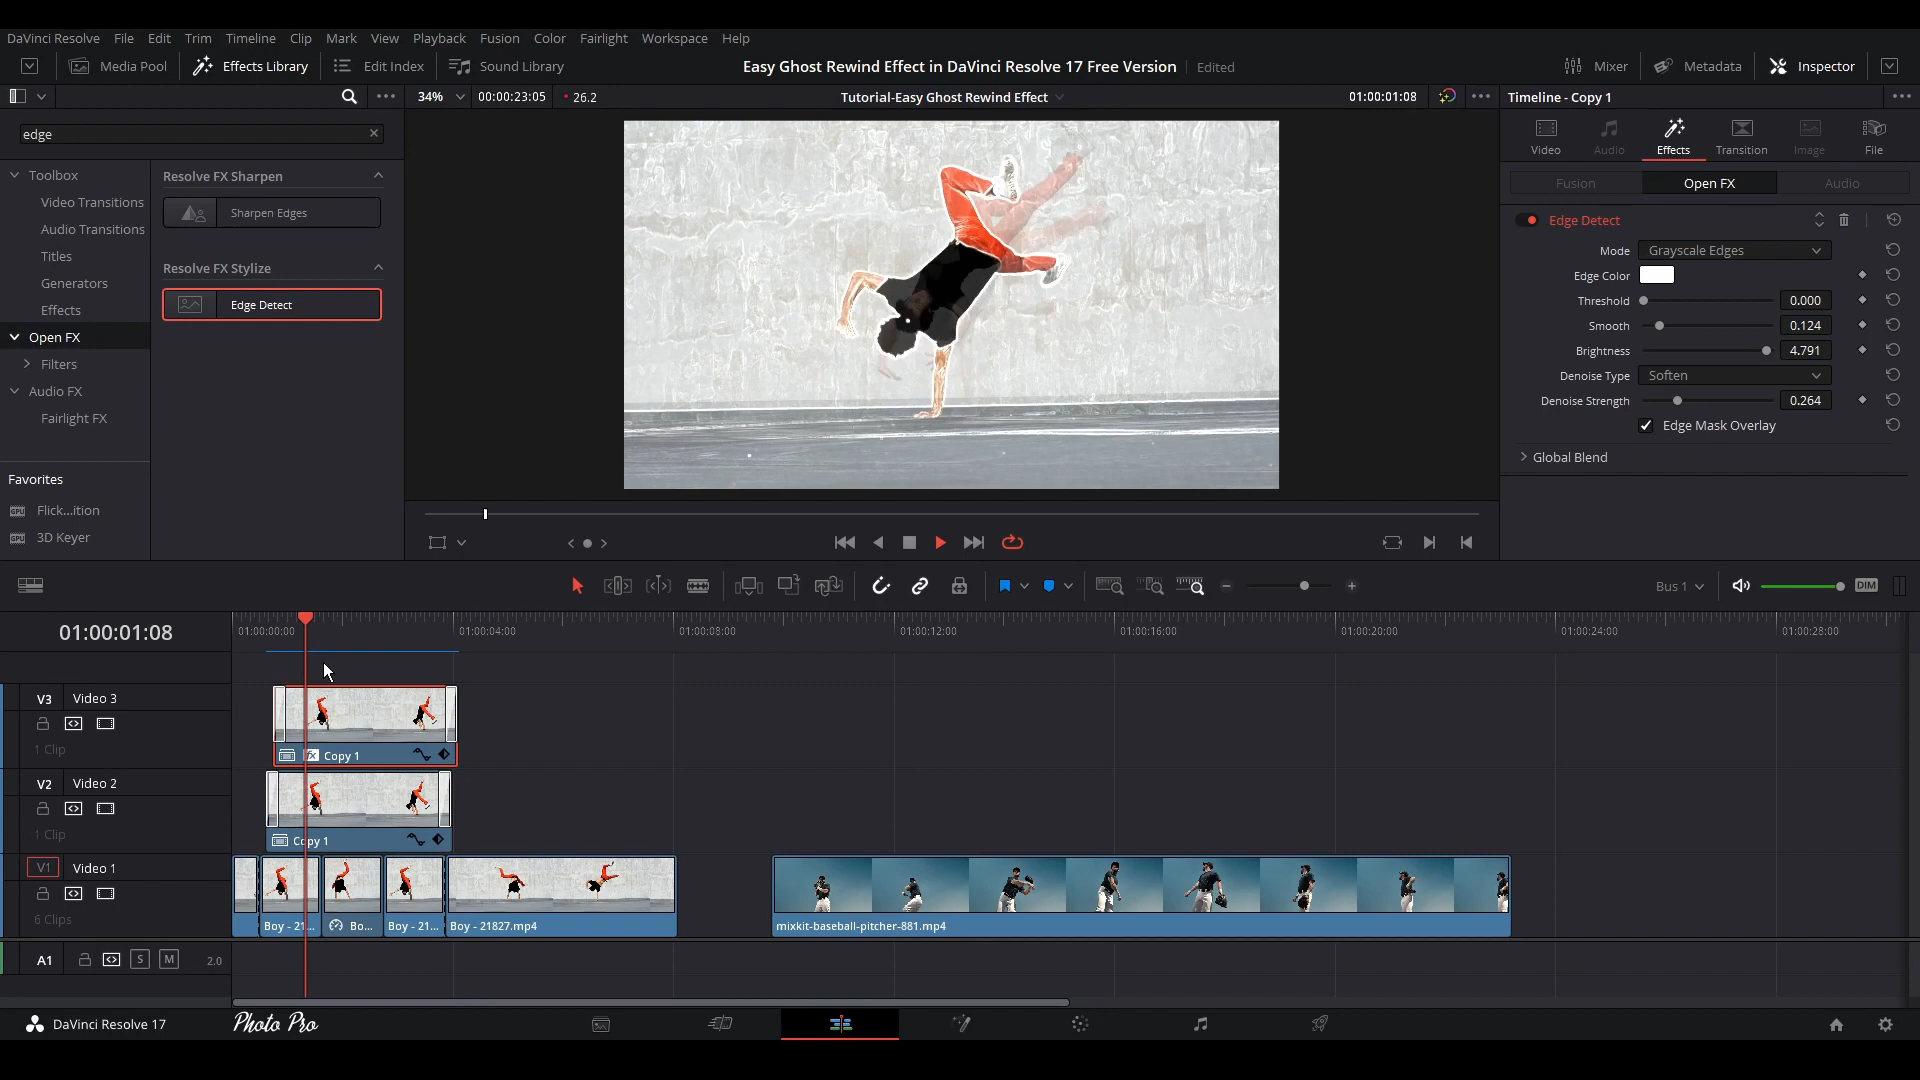 DaVinci Resolve File Edit Trim Timeline Clip Mark View Playback Fusion Color Fairlight Workspace Help
Media Pool Effects Library Edit Index Sound Library Easy Ghost Rewind Effect in DaVinci Resolve 17 Free Version Edited Mixer Metadata Inspector
34% 00:00:23:05 26.2 Tutorial-Easy Ghost Rewind Effect 01:00:01:08 Timeline - Copy 1
edge
Video Audio Effects Transition Image File
Toolbox
Video Transitions
Audio Transitions
Titles
Generators
Effects
Open FX
Filters
Audio FX
Fairlight FX
Favorites
Flick...ition
3D Keyer
Resolve FX Sharpen
Sharpen Edges
Resolve FX Stylize
Edge Detect
Fusion Open FX Audio
Edge Detect
Mode Grayscale Edges
Edge Color
Threshold 0.000
Smooth 0.124
Brightness 4.791
Denoise Type Soften
Denoise Strength 0.264
Edge Mask Overlay
Global Blend
Bus 1 DIM
01:00:01:08 01:00:00:00 01:00:04:00 01:00:08:00 01:00:12:00 01:00:16:00 01:00:20:00 01:00:24:00 01:00:28:00
V3 Video 3
1 Clip
fx Copy 1
V2 Video 2
1 Clip
Copy 1
V1 Video 1
6 Clips
Boy - 21... Bo... Boy - 21... Boy - 21827.mp4 mixkit-baseball-pitcher-881.mp4
A1 S M 2.0
DaVinci Resolve 17 Photo Pro